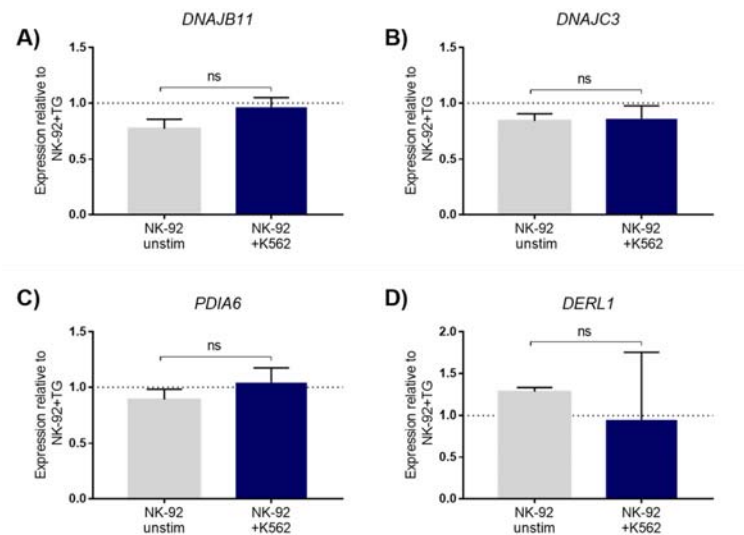 A)
DNAJB11
Expression relative to
NK-92+TG
1.5
1.0
0.5
0.0
ns
NK-92
unstim
NK-92
+K562
B)
DNAJC3
Expression relative to
NK-92+TG
1.5
1.0
0.5
0.0
ns
NK-92
unstim
NK-92
+K562
C)
PDIA6
Expression relative to
NK-92+TG
1.5
1.0
0.5
0.0
ns
NK-92
unstim
NK-92
+K562
D)
DERL1
Expression relative to
NK-92+TG
2.0
1.5
1.0
0.5
0.0
ns
NK-92
unstim
NK-92
+K562